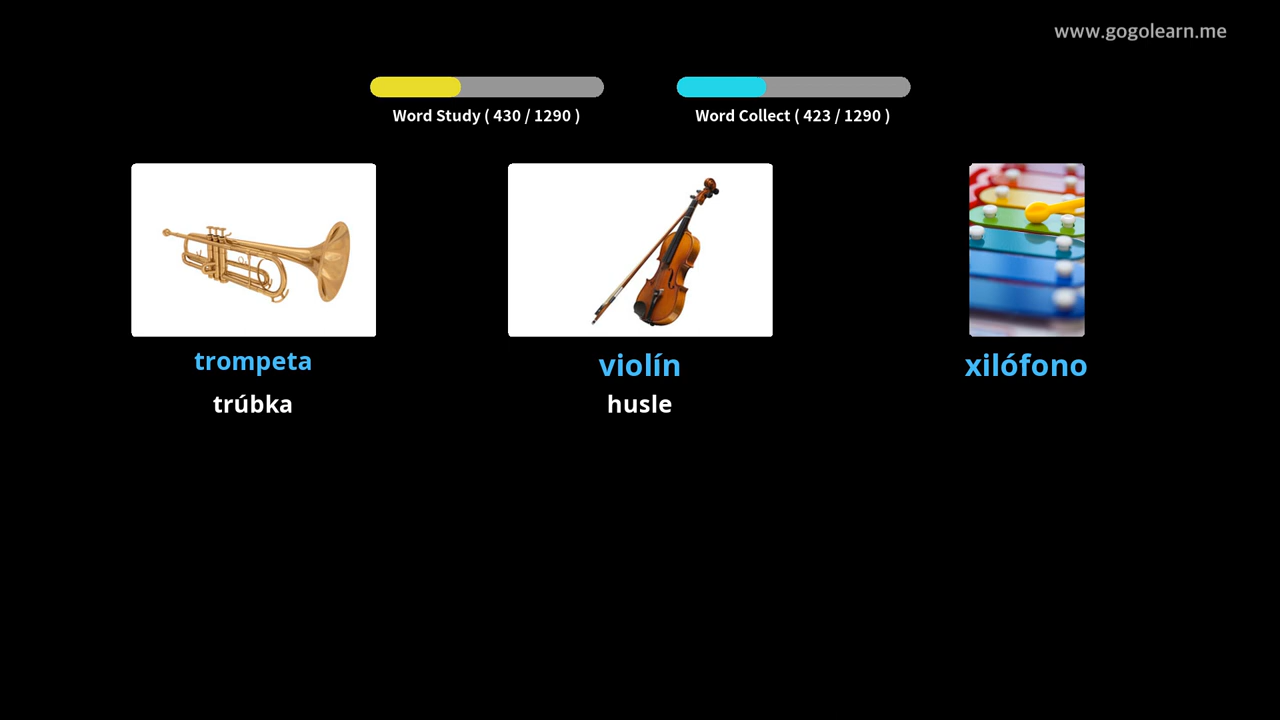 www.gogolearn.me
Word Study ( 430 / 1290 )
Word Collect ( 423 / 1290 )
trompeta
violín
xilófono
trúbka
husle